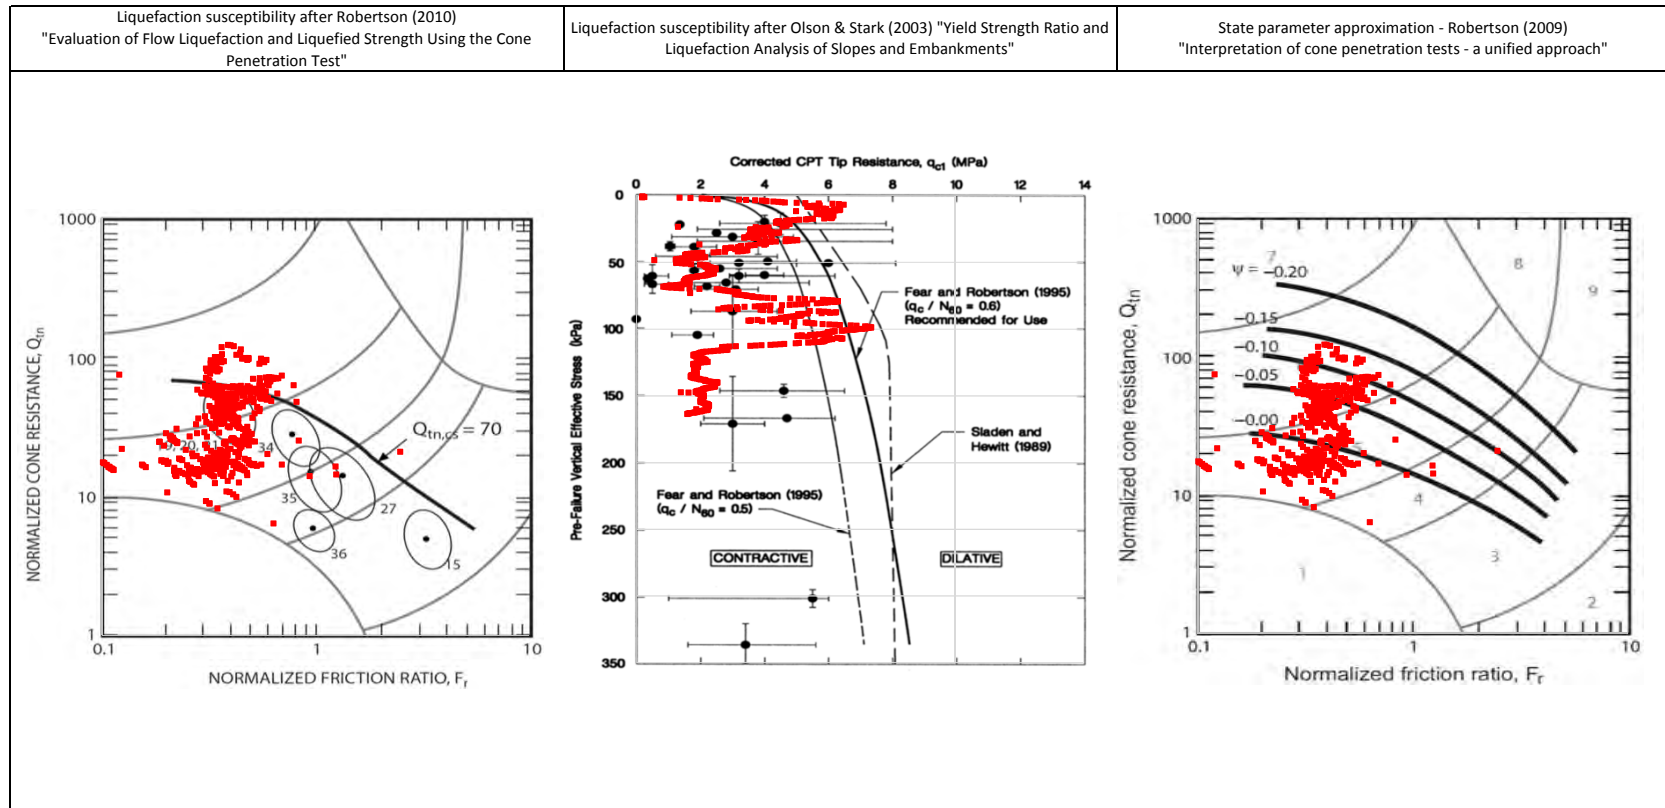 Liquefaction susceptibility after Robertson (2010)
"Evaluation of Flow Liquefaction and Liquefied Strength Using the Cone
Penetration Test"
Liquefaction susceptibility after Olson & Stark (2003) "Yield Strength Ratio and
Liquefaction Analysis of Slopes and Embankments"
State parameter approximation - Robertson (2009)
"Interpretation of cone penetration tests - a unified approach"
NORMALIZED CONE RESISTANCE, Qtn
1000
100
10
1
0.1
1
10
NORMALIZED FRICTION RATIO, Fr
Qtn,cs = 70
34
35
27
36
15
Corrected CPT Tip Resistance, qc1 (MPa)
0
2
4
6
8
10
12
14
Pre-Failure Vertical Effective Stress (kPa)
0
50
100
150
200
250
300
350
Fear and Robertson (1995)
(qc / N60 = 0.6)
Recommended for Use
Sladen and
Hewitt (1989)
Fear and Robertson (1995)
(qc / N60 = 0.5)
CONTRACTIVE
DILATIVE
Normalized cone resistance, Qtn
1000
100
10
1
0.1
1
10
Normalized friction ratio, Fr
ψ = -0.20
-0.15
-0.10
-0.05
-0.00
7
8
9
4
3
1
2